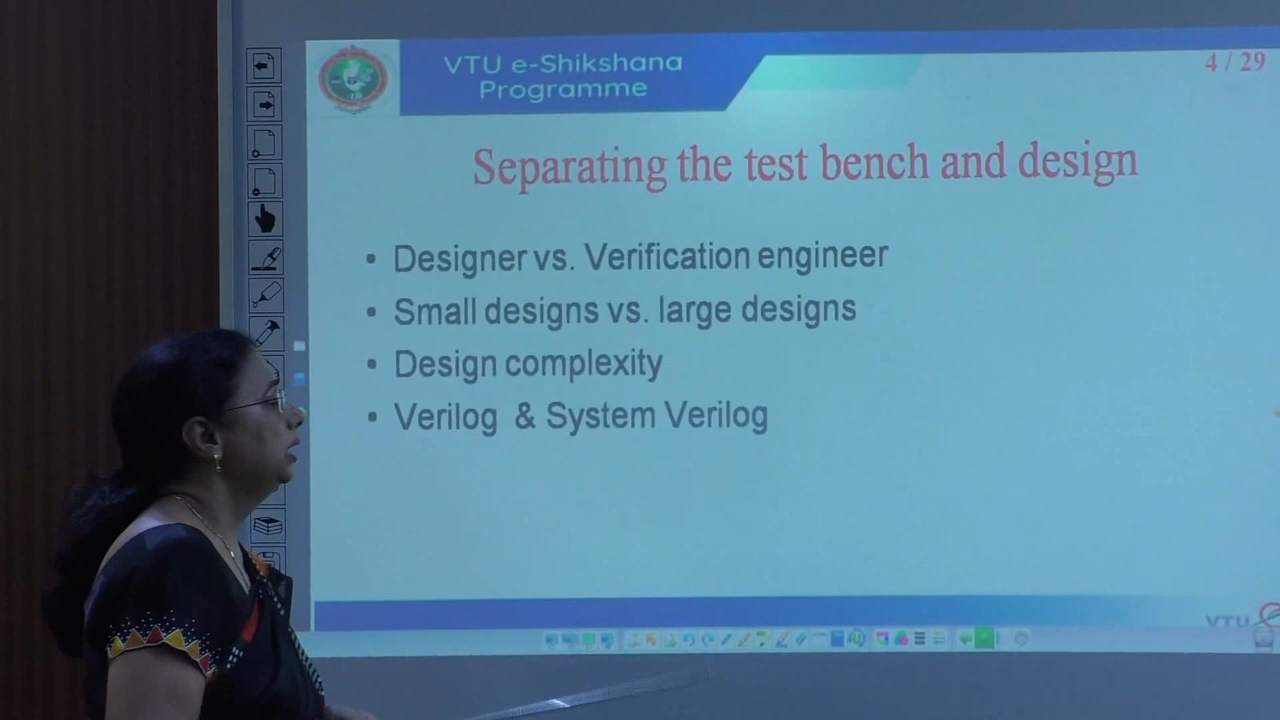 VTU e-Shikshana
Programme
4 / 29
Separating the test bench and design
• Designer vs. Verification engineer
• Small designs vs. large designs
• Design complexity
• Verilog & System Verilog
VTU